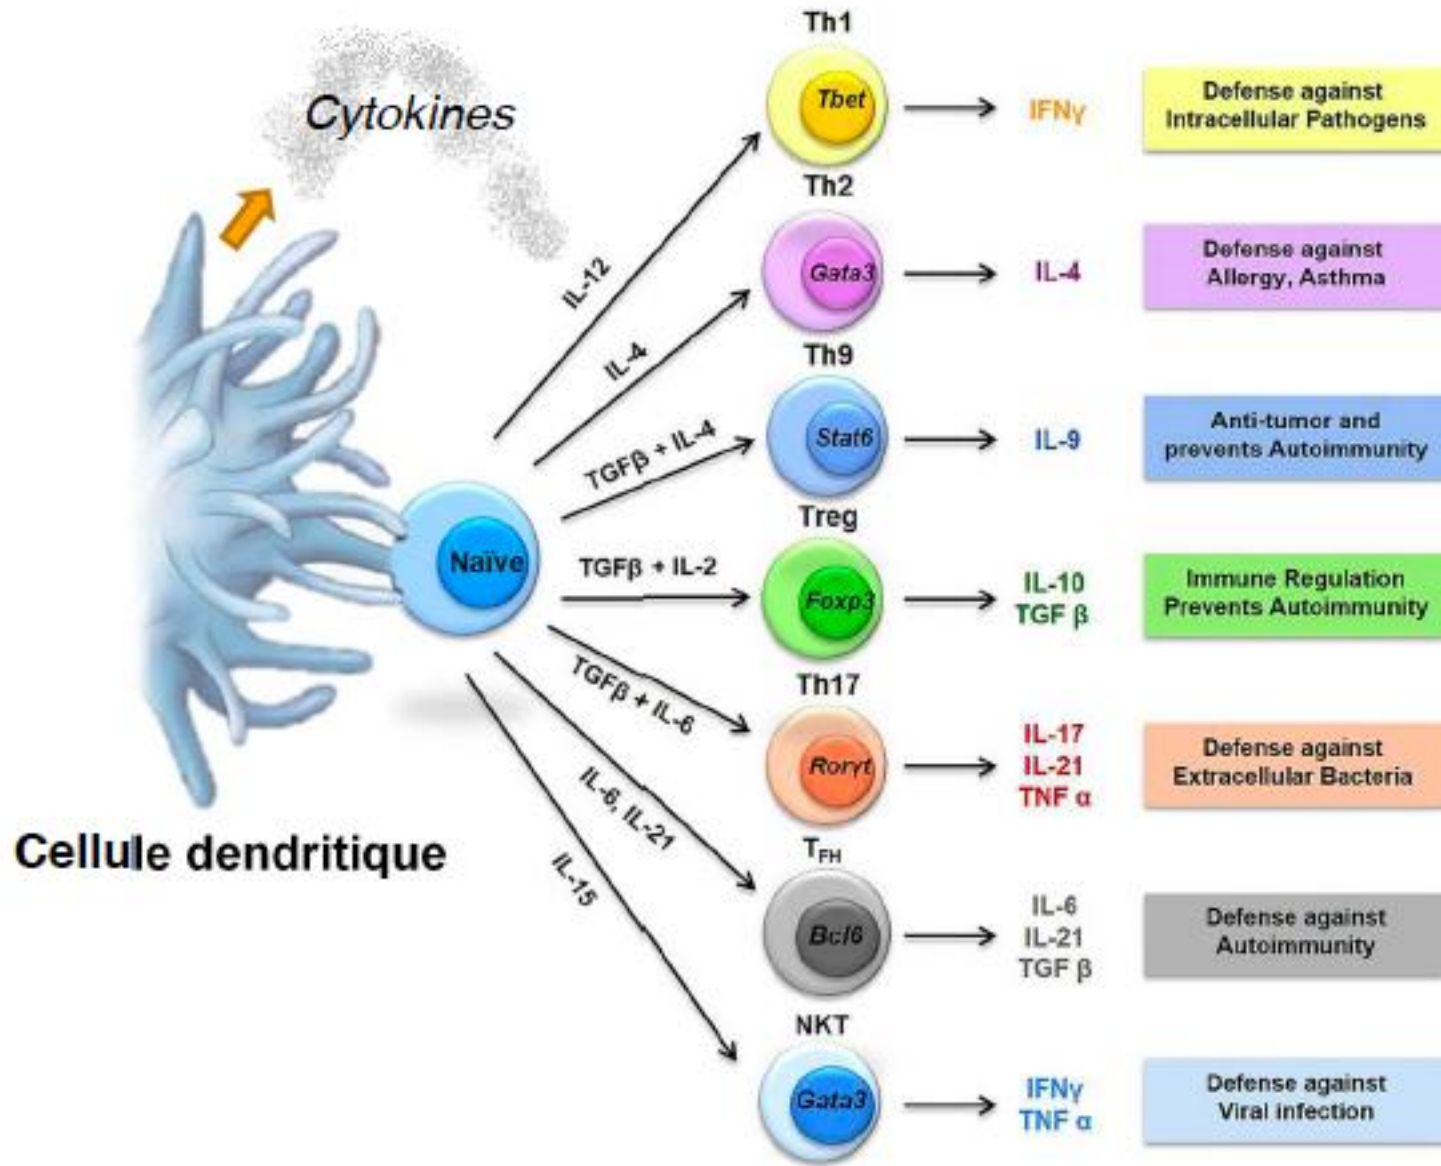 Cytokines
Cellule dendritique
Naïve
IL-12
IL-4
TGFβ + IL-4
TGFβ + IL-2
TGFβ + IL-6
IL-6, IL-21
IL-15
Th1
Tbet
IFNγ
Defense against
Intracellular Pathogens
Th2
Gata3
IL-4
Defense against
Allergy, Asthma
Th9
Stat6
IL-9
Anti-tumor and
prevents Autoimmunity
Treg
Foxp3
IL-10
TGF β
Immune Regulation
Prevents Autoimmunity
Th17
Rorγt
IL-17
IL-21
TNF α
Defense against
Extracellular Bacteria
TFH
Bcl6
IL-6
IL-21
TGF β
Defense against
Autoimmunity
NKT
Gata3
IFNγ
TNF α
Defense against
Viral infection